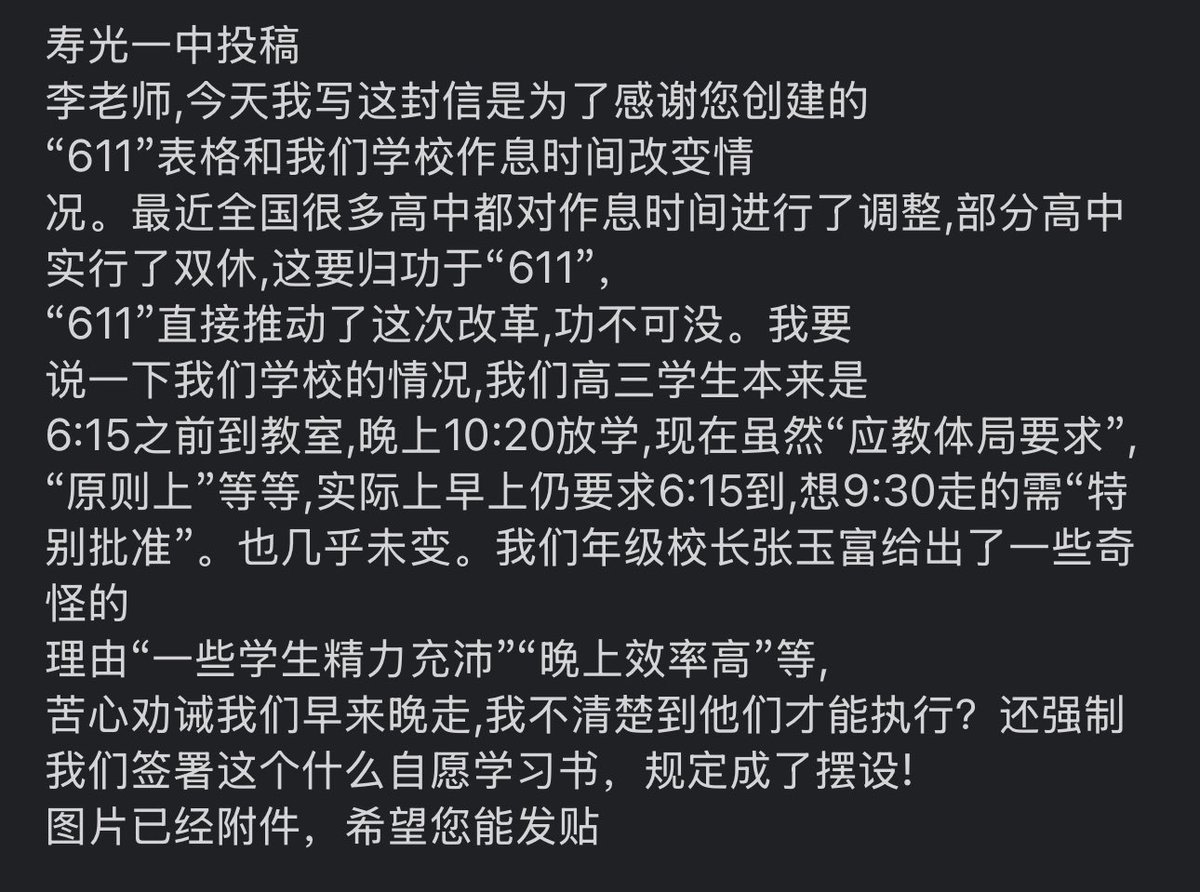 寿光一中投稿
李老师,今天我写这封信是为了感谢您创建的
“611”表格和我们学校作息时间改变情
况。最近全国很多高中都对作息时间进行了调整,部分高中
实行了双休,这要归功于“611”，
“611”直接推动了这次改革,功不可没。我要
说一下我们学校的情况,我们高三学生本来是
6:15之前到教室,晚上10:20放学,现在虽然“应教体局要求”，
“原则上”等等,实际上早上仍要求6:15到,想9:30走的需“特
别批准”。也几乎未变。我们年级校长张玉富给出了一些奇
怪的
理由“一些学生精力充沛”“晚上效率高”等,
苦心劝诫我们早来晚走,我不清楚到他们才能执行？还强制
我们签署这个什么自愿学习书，规定成了摆设!
图片已经附件，希望您能发贴